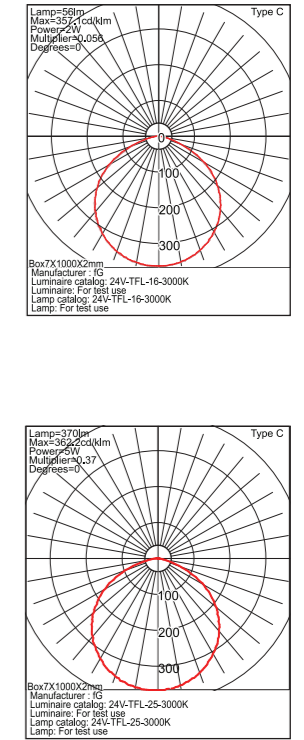 Lamp=56lm
Type C
Max=357.1cd/klm
Power=2W
Multiplier=0.056
Degrees=0
0
100
200
300
Box7X1000X2mm
Manufacturer : fG
Luminaire catalog: 24V-TFL-16-3000K
Luminaire: For test use
Lamp catalog: 24V-TFL-16-3000K
Lamp: For test use
Lamp=370lm
Type C
Max=362.2cd/klm
Power=5W
Multiplier=0.37
Degrees=0
0
100
200
300
Box7X1000X2mm
Manufacturer : fG
Luminaire catalog: 24V-TFL-25-3000K
Luminaire: For test use
Lamp catalog: 24V-TFL-25-3000K
Lamp: For test use